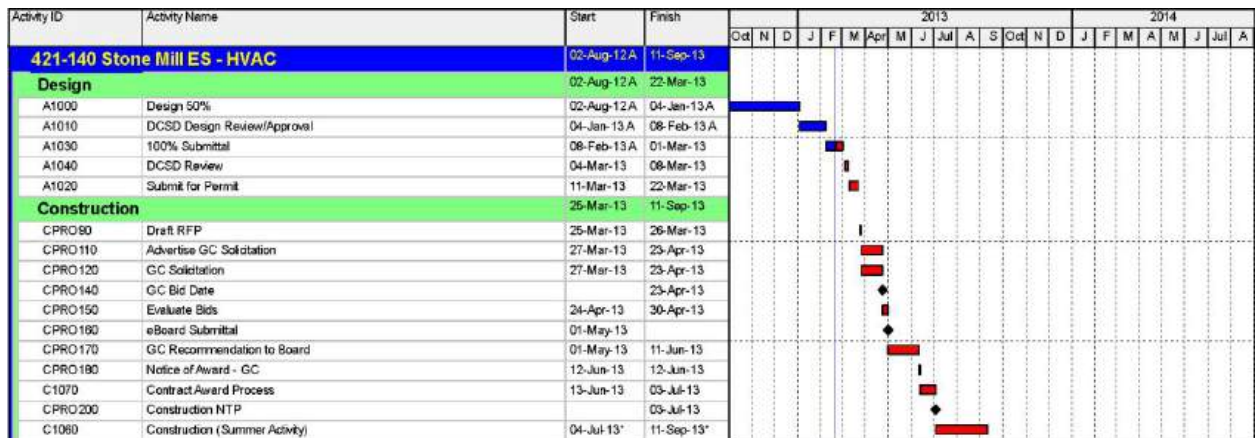 Activity ID Activity Name Start Finish 2013 2014
Oct N D J F M Apr M J Jul A S Oct N D J F M A M J Jul A
421-140 Stone Mill ES - HVAC 02-Aug-12 A 11-Sep-13
Design 02-Aug-12 A 22-Mar-13
A1000 Design 50% 02-Aug-12 A 04-Jan-13 A
A1010 DCSD Design Review/Approval 04-Jan-13 A 08-Feb-13 A
A1030 100% Submittal 08-Feb-13 A 01-Mar-13
A1040 DCSD Review 04-Mar-13 08-Mar-13
A1020 Submit for Permit 11-Mar-13 22-Mar-13
Construction 25-Mar-13 11-Sep-13
CPRO90 Draft RFP 25-Mar-13 26-Mar-13
CPRO110 Advertise GC Solicitation 27-Mar-13 23-Apr-13
CPRO120 GC Solicitation 27-Mar-13 23-Apr-13
CPRO140 GC Bid Date 23-Apr-13
CPRO150 Evaluate Bids 24-Apr-13 30-Apr-13
CPRO160 eBoard Submittal 01-May-13
CPRO170 GC Recommendation to Board 01-May-13 11-Jun-13
CPRO180 Notice of Award - GC 12-Jun-13 12-Jun-13
C1070 Contract Award Process 13-Jun-13 03-Jul-13
CPRO200 Construction NTP 03-Jul-13
C1060 Construction (Summer Activity) 04-Jul-13* 11-Sep-13*